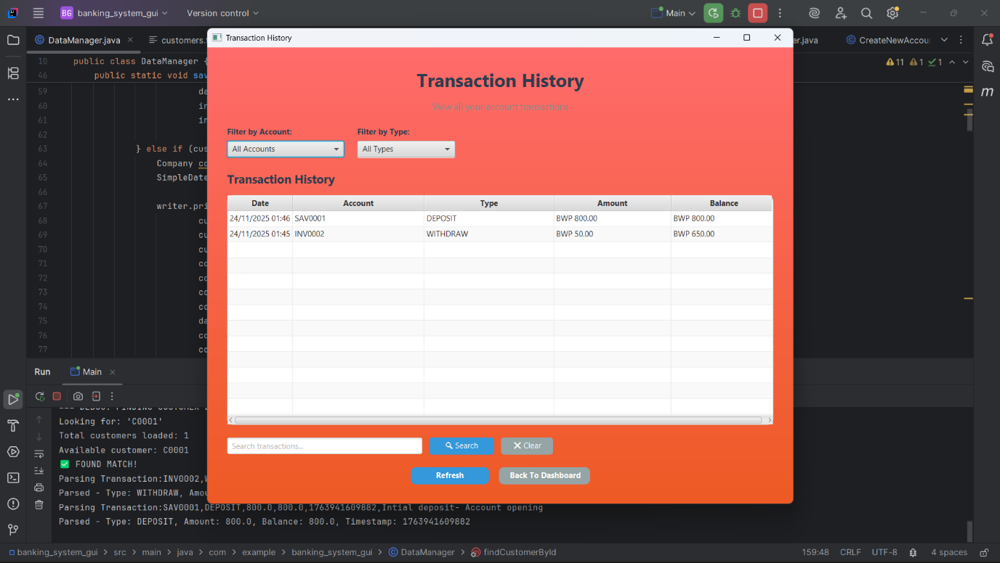 BG banking_system_gui Version control Main
DataManager.java customers. er.java CreateNewAccou
10 public class DataManager {
46 public static void sav
11 1 1
59 da
60 in
61 in
62
63 } else if (cus
64 Company co
65 SimpleDate
66
67 writer.pri
68 cu
69 cu
70 cu
71 co
72 co
73 co
74 co
75 da
76 co
77 co
Transaction History
Transaction History
View all your account transactions
Filter by Account: Filter by Type:
All Accounts All Types
Transaction History
Date Account Type Amount Balance
24/11/2025 01:46 SAV0001 DEPOSIT BWP 800.00 BWP 800.00
24/11/2025 01:45 INV0002 WITHDRAW BWP 50.00 BWP 650.00
Search transactions... Search Clear
Refresh Back To Dashboard
Run Main
Looking for: 'C0001'
Total customers loaded: 1
Available customer: C0001
FOUND MATCH!
Parsing Transaction:INV0002,W
Parsed - Type: WITHDRAW, Amou
Parsing Transaction:SAV0001,DEPOSIT,800.0,800.0,1763941609882,Intial deposit- Account opening
Parsed - Type: DEPOSIT, Amount: 800.0, Balance: 800.0, Timestamp: 1763941609882
banking_system_gui > src > main > java > com > example > banking_system_gui > DataManager > findCustomerById 159:48 CRLF UTF-8 4 spaces